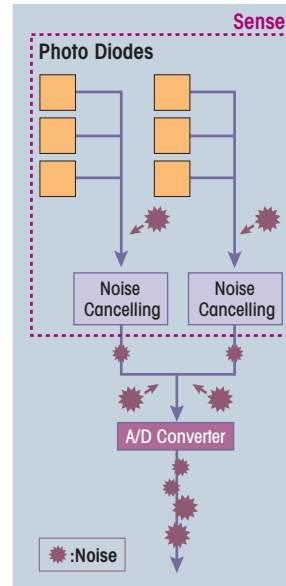 Sense
Photo Diodes
Noise
Cancelling
Noise
Cancelling
A/D Converter
:Noise